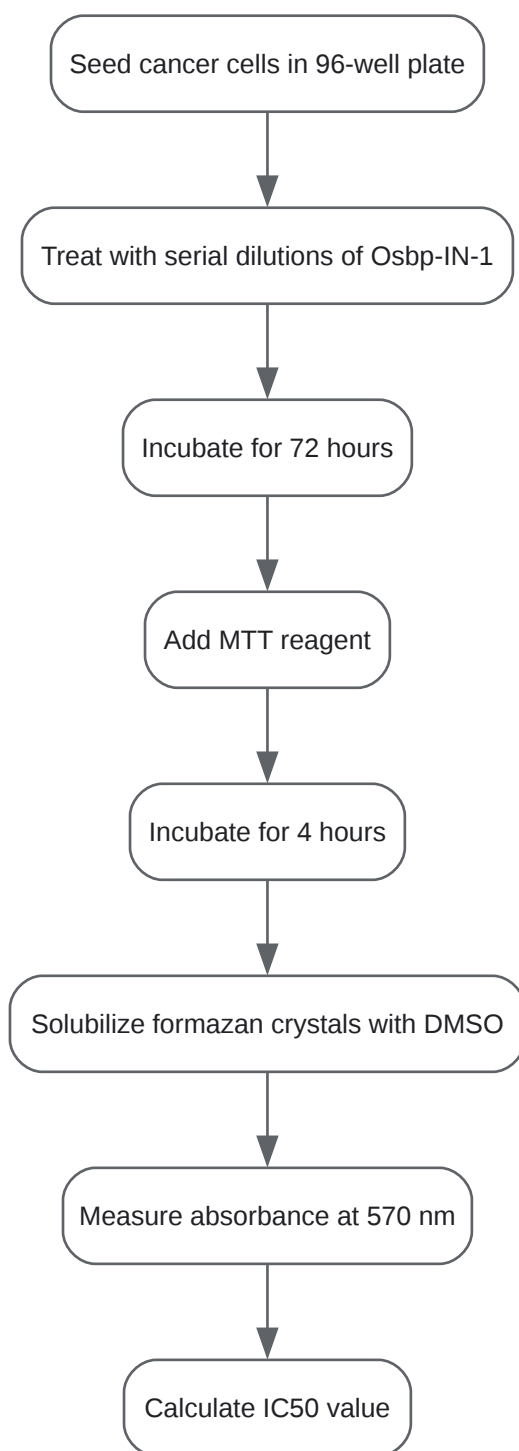 Seed cancer cells in 96-well plate
Treat with serial dilutions of Osbp-IN-1
Incubate for 72 hours
Add MTT reagent
Incubate for 4 hours
Solubilize formazan crystals with DMSO
Measure absorbance at 570 nm
Calculate IC50 value